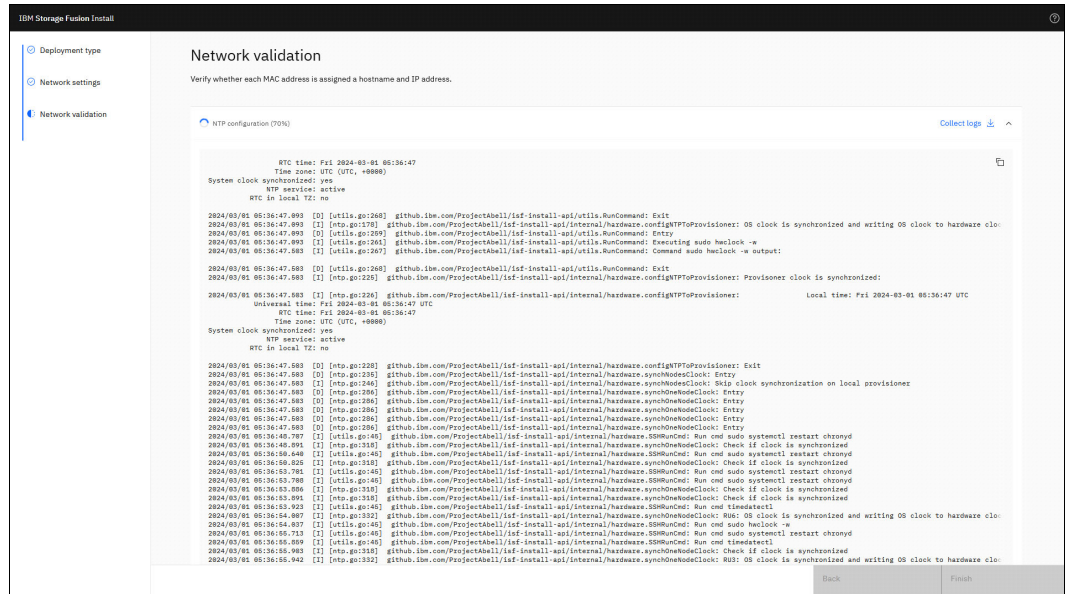 IBM Storage Fusion Install
Deployment type
Network settings
Network validation
Network validation
Verify whether each MAC address is assigned a hostname and IP address.
NTP configuration (70%)
Collect logs
RTC time: Fri 2024-03-01 05:36:47
Time zone: UTC (UTC, +0000)
System clock synchronized: yes
NTP service: active
RTC in local TZ: no
2024/03/01 05:36:47.093 [D] [utils.go:268] github.ibm.com/ProjectAbell/isf-install-api/utils.RunCommand: Exit
2024/03/01 05:36:47.093 [I] [ntp.go:178] github.ibm.com/ProjectAbell/isf-install-api/internal/hardware.configNTPToProvisioner: OS clock is synchronized and writing OS clock to hardware cloc
2024/03/01 05:36:47.093 [D] [utils.go:259] github.ibm.com/ProjectAbell/isf-install-api/utils.RunCommand: Entry
2024/03/01 05:36:47.093 [I] [utils.go:261] github.ibm.com/ProjectAbell/isf-install-api/utils.RunCommand: Executing sudo hwclock -w
2024/03/01 05:36:47.503 [I] [utils.go:267] github.ibm.com/ProjectAbell/isf-install-api/utils.RunCommand: Command sudo hwclock -w output:
2024/03/01 05:36:47.503 [D] [utils.go:268] github.ibm.com/ProjectAbell/isf-install-api/utils.RunCommand: Exit
2024/03/01 05:36:47.503 [I] [ntp.go:225] github.ibm.com/ProjectAbell/isf-install-api/internal/hardware.configNTPToProvisioner: Provisoner clock is synchronized:
2024/03/01 05:36:47.503 [I] [ntp.go:226] github.ibm.com/ProjectAbell/isf-install-api/internal/hardware.configNTPToProvisioner: Local time: Fri 2024-03-01 05:36:47 UTC
Universal time: Fri 2024-03-01 05:36:47 UTC
RTC time: Fri 2024-03-01 05:36:47
Time zone: UTC (UTC, +0000)
System clock synchronized: yes
NTP service: active
RTC in local TZ: no
2024/03/01 05:36:47.503 [D] [ntp.go:228] github.ibm.com/ProjectAbell/isf-install-api/internal/hardware.configNTPToProvisioner: Exit
2024/03/01 05:36:47.503 [D] [ntp.go:235] github.ibm.com/ProjectAbell/isf-install-api/internal/hardware.synchNodesClock: Entry
2024/03/01 05:36:47.503 [I] [ntp.go:246] github.ibm.com/ProjectAbell/isf-install-api/internal/hardware.synchNodesClock: Skip clock synchronization on local provisioner
2024/03/01 05:36:47.503 [D] [ntp.go:286] github.ibm.com/ProjectAbell/isf-install-api/internal/hardware.synchOneNodeClock: Entry
2024/03/01 05:36:47.503 [D] [ntp.go:286] github.ibm.com/ProjectAbell/isf-install-api/internal/hardware.synchOneNodeClock: Entry
2024/03/01 05:36:47.503 [D] [ntp.go:286] github.ibm.com/ProjectAbell/isf-install-api/internal/hardware.synchOneNodeClock: Entry
2024/03/01 05:36:47.503 [D] [ntp.go:286] github.ibm.com/ProjectAbell/isf-install-api/internal/hardware.synchOneNodeClock: Entry
2024/03/01 05:36:47.503 [D] [ntp.go:286] github.ibm.com/ProjectAbell/isf-install-api/internal/hardware.synchOneNodeClock: Entry
2024/03/01 05:36:48.707 [I] [utils.go:45] github.ibm.com/ProjectAbell/isf-install-api/internal/hardware.SSHRunCmd: Run cmd sudo systemctl restart chronyd
2024/03/01 05:36:48.891 [I] [ntp.go:318] github.ibm.com/ProjectAbell/isf-install-api/internal/hardware.synchOneNodeClock: Check if clock is synchronized
2024/03/01 05:36:50.640 [I] [utils.go:45] github.ibm.com/ProjectAbell/isf-install-api/internal/hardware.SSHRunCmd: Run cmd sudo systemctl restart chronyd
2024/03/01 05:36:50.825 [I] [ntp.go:318] github.ibm.com/ProjectAbell/isf-install-api/internal/hardware.synchOneNodeClock: Check if clock is synchronized
2024/03/01 05:36:53.701 [I] [utils.go:45] github.ibm.com/ProjectAbell/isf-install-api/internal/hardware.SSHRunCmd: Run cmd sudo systemctl restart chronyd
2024/03/01 05:36:53.708 [I] [utils.go:45] github.ibm.com/ProjectAbell/isf-install-api/internal/hardware.SSHRunCmd: Run cmd sudo systemctl restart chronyd
2024/03/01 05:36:53.886 [I] [ntp.go:318] github.ibm.com/ProjectAbell/isf-install-api/internal/hardware.synchOneNodeClock: Check if clock is synchronized
2024/03/01 05:36:53.891 [I] [ntp.go:318] github.ibm.com/ProjectAbell/isf-install-api/internal/hardware.synchOneNodeClock: Check if clock is synchronized
2024/03/01 05:36:53.923 [I] [utils.go:45] github.ibm.com/ProjectAbell/isf-install-api/internal/hardware.SSHRunCmd: Run cmd timedatectl
2024/03/01 05:36:54.007 [I] [ntp.go:332] github.ibm.com/ProjectAbell/isf-install-api/internal/hardware.synchOneNodeClock: RU6: OS clock is synchronized and writing OS clock to hardware cloc
2024/03/01 05:36:54.037 [I] [utils.go:45] github.ibm.com/ProjectAbell/isf-install-api/internal/hardware.SSHRunCmd: Run cmd sudo hwclock -w
2024/03/01 05:36:55.713 [I] [utils.go:45] github.ibm.com/ProjectAbell/isf-install-api/internal/hardware.SSHRunCmd: Run cmd sudo systemctl restart chronyd
2024/03/01 05:36:55.859 [I] [utils.go:45] github.ibm.com/ProjectAbell/isf-install-api/internal/hardware.SSHRunCmd: Run cmd timedatectl
2024/03/01 05:36:55.903 [I] [ntp.go:318] github.ibm.com/ProjectAbell/isf-install-api/internal/hardware.synchOneNodeClock: Check if clock is synchronized
2024/03/01 05:36:55.942 [I] [ntp.go:332] github.ibm.com/ProjectAbell/isf-install-api/internal/hardware.synchOneNodeClock: RU3: OS clock is synchronized and writing OS clock to hardware cloc
Back
Finish